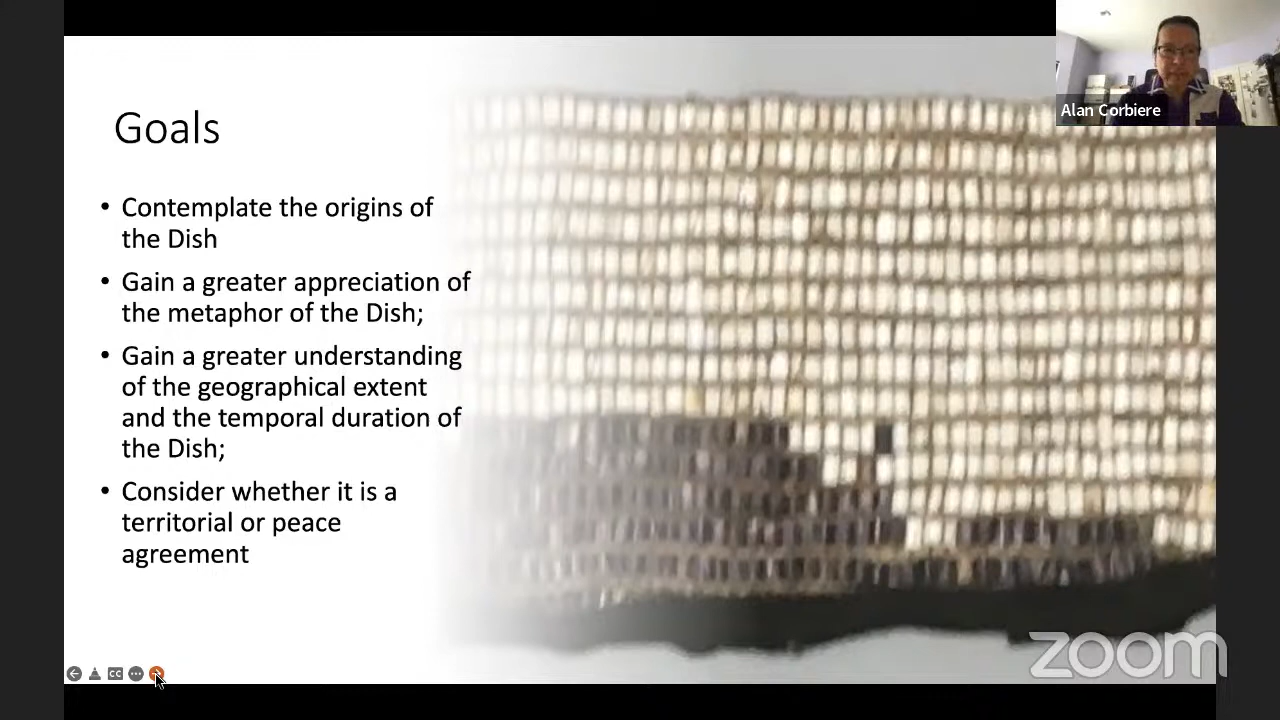 Alan Corbiere
Goals
• Contemplate the origins of
the Dish
• Gain a greater appreciation of
the metaphor of the Dish;
• Gain a greater understanding
of the geographical extent
and the temporal duration of
the Dish;
• Consider whether it is a
territorial or peace
agreement
CC
zoom